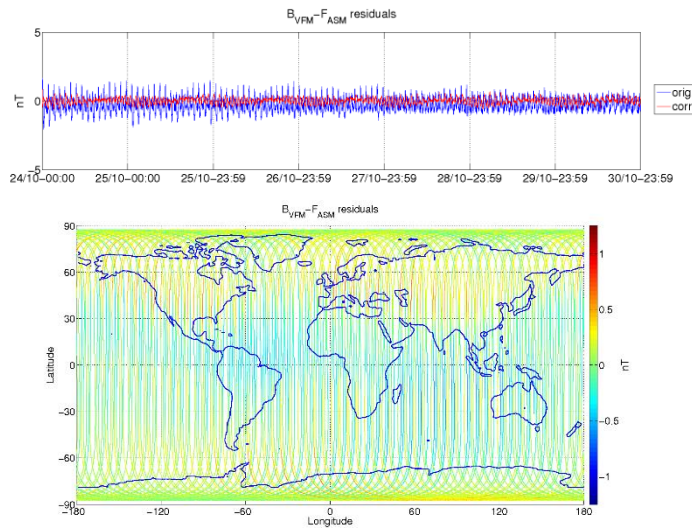 B_VFM−F_ASM residuals
5
0
−5
nT
24/10−00:00 25/10−00:00 25/10−23:59 26/10−23:59 27/10−23:59 28/10−23:59 29/10−23:59 30/10−23:59
orig
corr
B_VFM−F_ASM residuals
90
60
30
0
−30
−60
−90
Latitude
−180 −120 −60 0 60 120 180
Longitude
1
0.5
0
−0.5
−1
nT